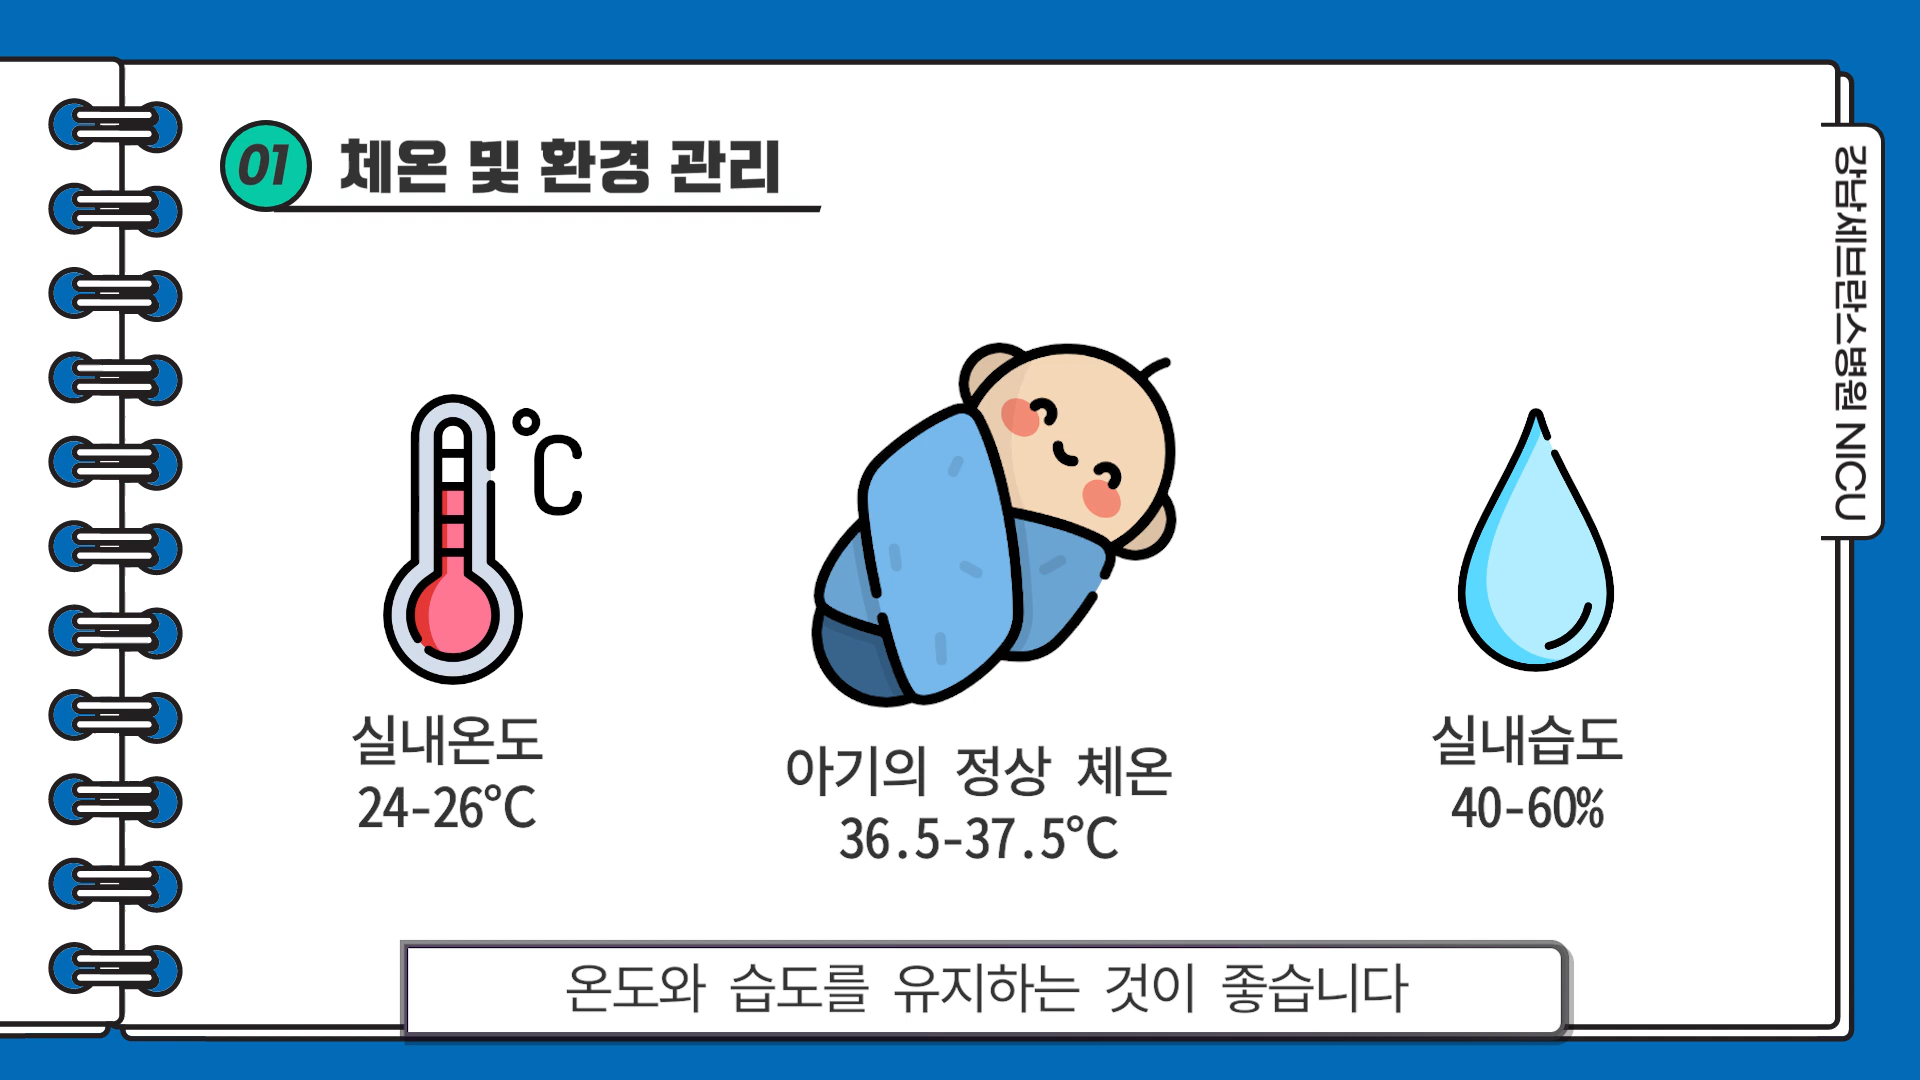 01 체온 및 환경 관리
강남세브란스병원 NICU
°C
실내온도
24-26°C
아기의 정상 체온
36.5-37.5°C
실내습도
40-60%
온도와 습도를 유지하는 것이 좋습니다